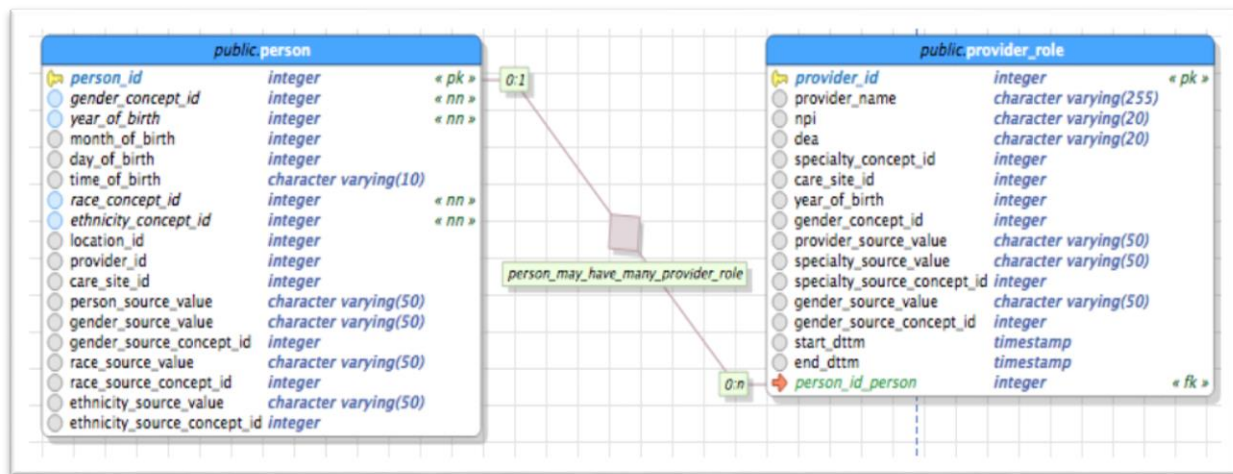 public.person
person_id integer « pk »
gender_concept_id integer « nn »
year_of_birth integer « nn »
month_of_birth integer
day_of_birth integer
time_of_birth character varying(10)
race_concept_id integer « nn »
ethnicity_concept_id integer « nn »
location_id integer
provider_id integer
care_site_id integer
person_source_value character varying(50)
gender_source_value character varying(50)
gender_source_concept_id integer
race_source_value character varying(50)
race_source_concept_id integer
ethnicity_source_value character varying(50)
ethnicity_source_concept_id integer
0:1
person_may_have_many_provider_role
0:n
public.provider_role
provider_id integer « pk »
provider_name character varying(255)
npi character varying(20)
dea character varying(20)
specialty_concept_id integer
care_site_id integer
year_of_birth integer
gender_concept_id integer
provider_source_value character varying(50)
specialty_source_value character varying(50)
specialty_source_concept_id integer
gender_source_value character varying(50)
gender_source_concept_id integer
start_dttm timestamp
end_dttm timestamp
person_id_person integer « fk »